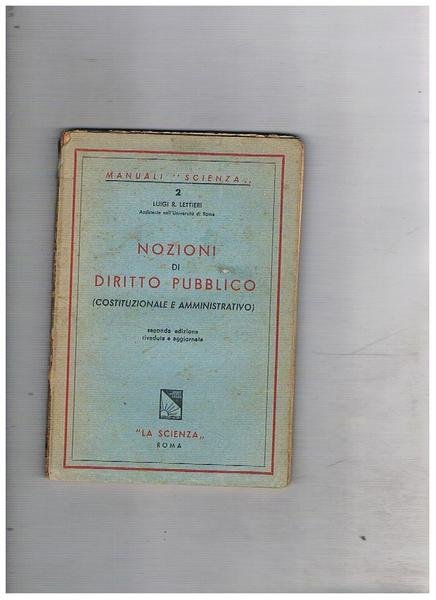 MANUALI "SCIENZA„
2
LUIGI R. LETTIERI
Assistente nell'Università di Roma
NOZIONI
DI
DIRITTO PUBBLICO
(COSTITUZIONALE E AMMINISTRATIVO)
seconda edizione
riveduta e aggiornata
"LA SCIENZA„
ROMA